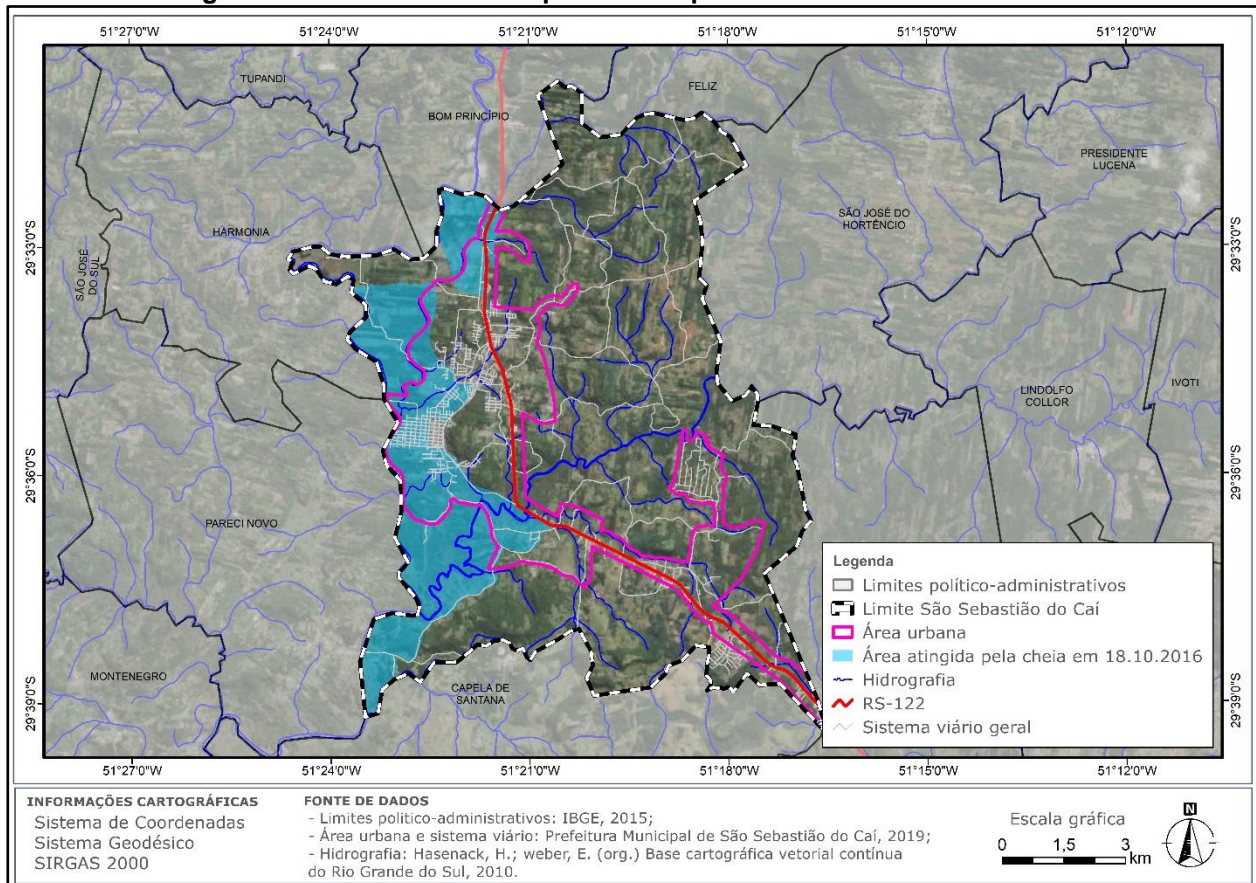 51°27'0"W 51°24'0"W 51°21'0"W 51°18'0"W 51°15'0"W 51°12'0"W
TUPANDI
FELIZ
BOM PRINCÍPIO
PRESIDENTE
LUCENA
SÃO JOSÉ DO
HORTÊNCIO
HARMONIA
29°33'0"S
29°33'0"S
SÃO JOSÉ
DO SUL
LINDOLFO
COLLOR
IVOTI
29°36'0"S
29°36'0"S
PARECI NOVO
MONTENEGRO
CAPELA DE
SANTANA
29°39'0"S
29°39'0"S
Legenda
Limites político-administrativos
Limite São Sebastião do Caí
Área urbana
Área atingida pela cheia em 18.10.2016
Hidrografia
RS-122
Sistema viário geral
51°27'0"W 51°24'0"W 51°21'0"W 51°18'0"W 51°15'0"W 51°12'0"W
INFORMAÇÕES CARTOGRÁFICAS
Sistema de Coordenadas
Sistema Geodésico
SIRGAS 2000
FONTE DE DADOS
- Limites politico-administrativos: IBGE, 2015;
- Área urbana e sistema viário: Prefeitura Municipal de São Sebastião do Caí, 2019;
- Hidrografia: Hasenack, H.; weber, E. (org.) Base cartográfica vetorial contínua
do Rio Grande do Sul, 2010.
Escala gráfica
0 1,5 3
km
N